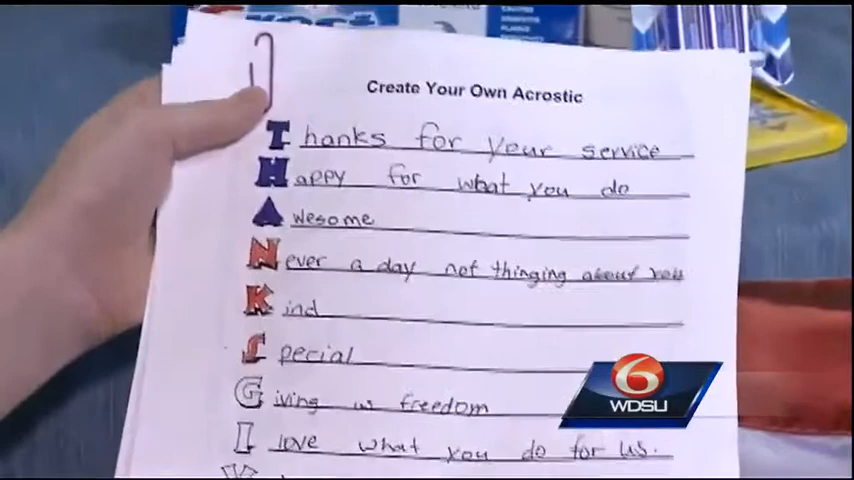 Create Your Own Acrostic
Thanks for your service
Happy for what you do
Awesome
Never a day not thinging about you
Kind
Special
Giving us freedom
I love what you do for us.
6
WDSU